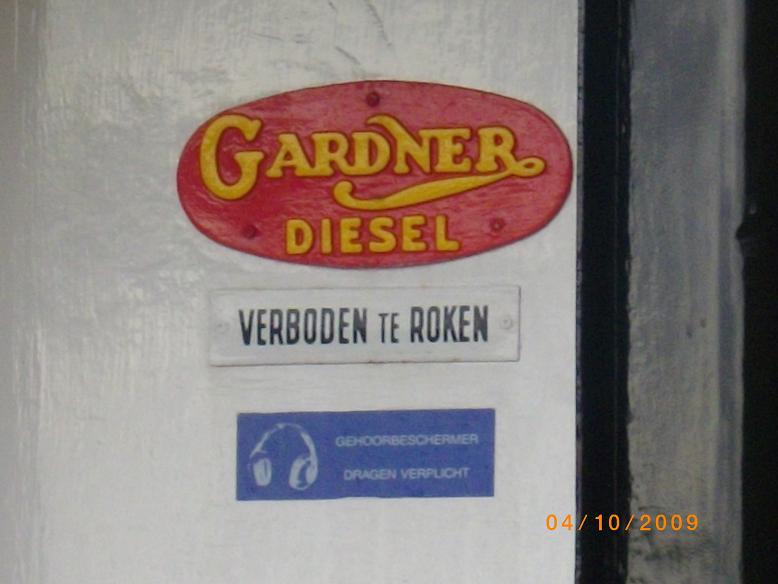 GARDNER
DIESEL
VERBODEN TE ROKEN
GEHOORBESCHERMER
DRAGEN VERPLICHT
04/10/2009